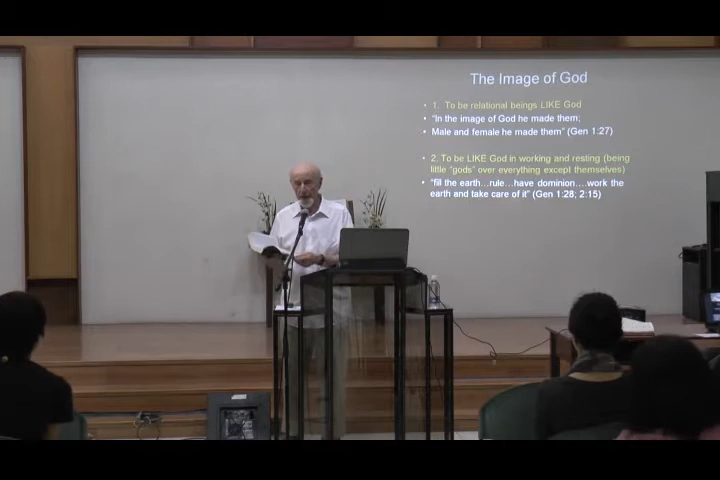 The Image of God
• 1. To be relational beings LIKE God
• “In the image of God he made them;
• Male and female he made them” (Gen 1:27)
• 2. To be LIKE God in working and resting (being
little “gods” over everything except themselves)
• “fill the earth…rule…have dominion….work the
earth and take care of it” (Gen 1:28; 2:15)